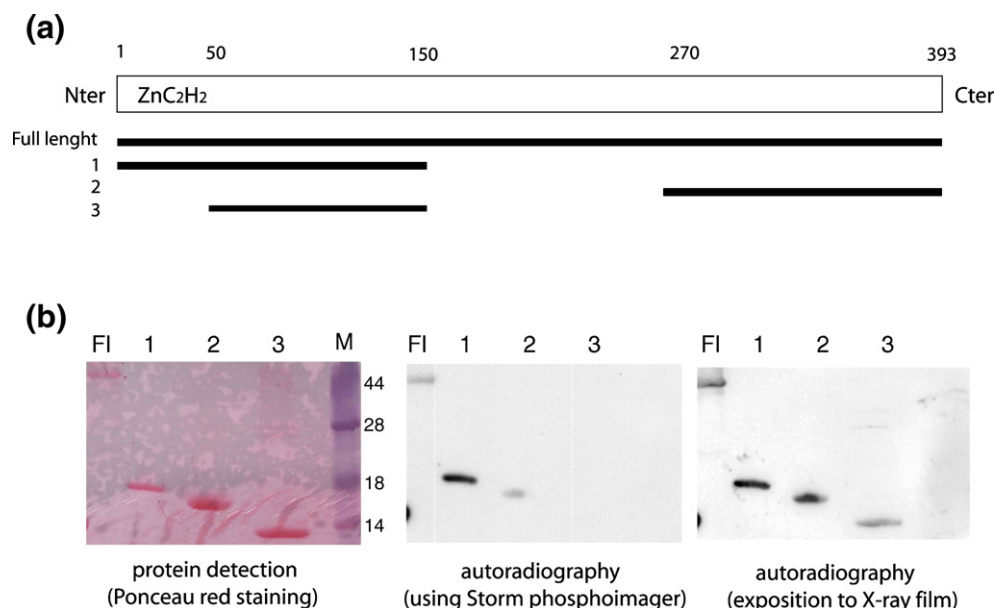 (a)
1 50 150 270 393
Nter ZnC₂H₂ Cter
Full lenght
1
2
3
(b)
Fl 1 2 3 M Fl 1 2 3 Fl 1 2 3
44
28
18
14
protein detection
(Ponceau red staining)
autoradiography
(using Storm phosphoimager)
autoradiography
(exposition to X-ray film)